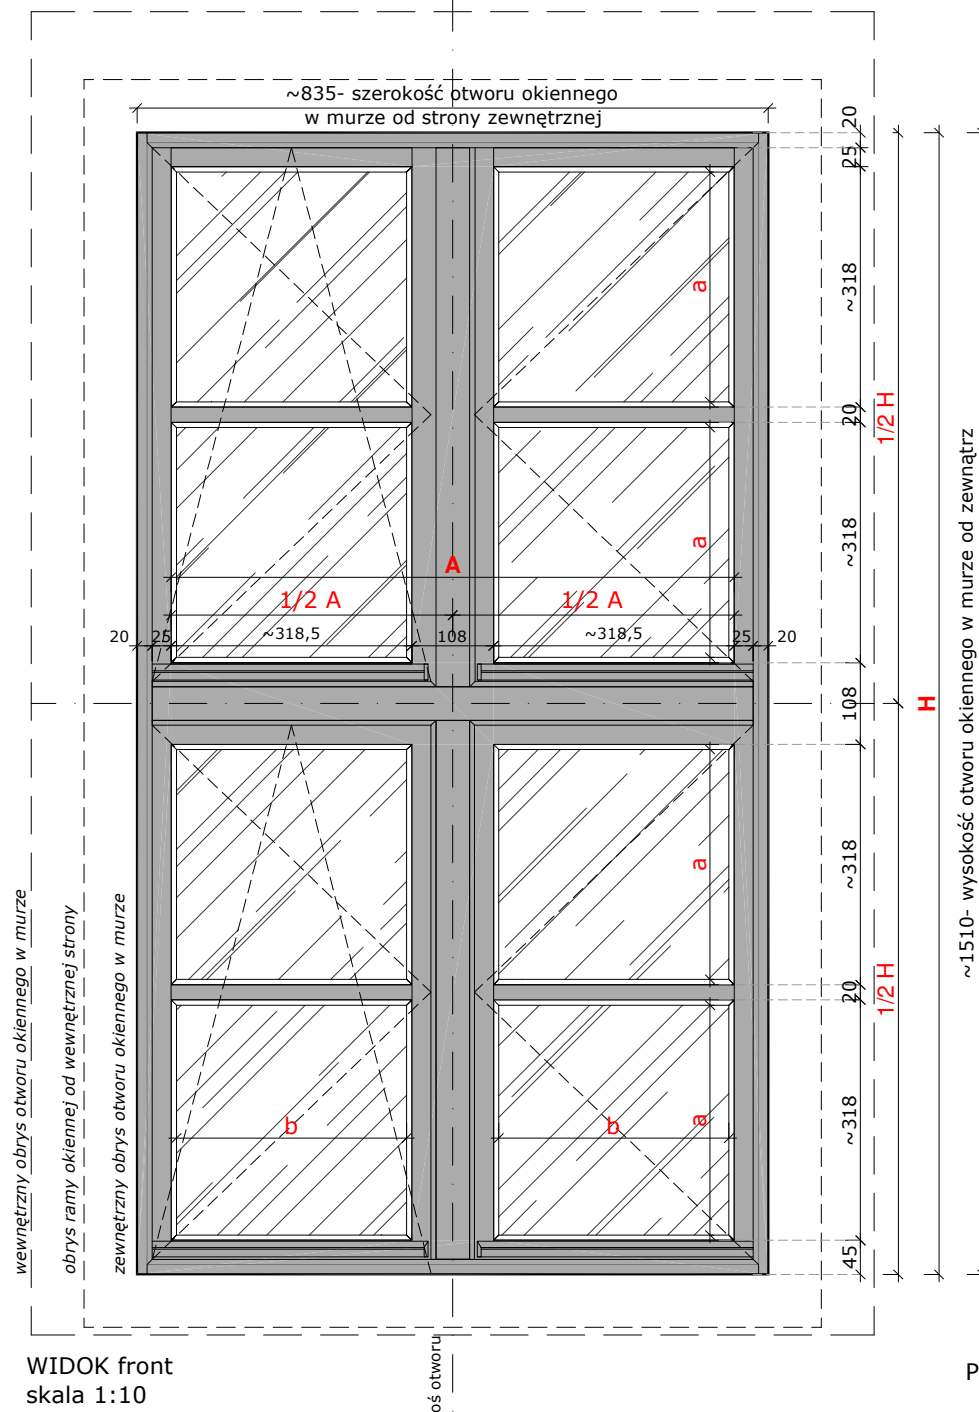 ~835- szerokość otworu okiennego
w murze od strony zewnętrznej
20
25
~318
a
20
1/2 H
~318
a
A
1/2 A
1/2 A
20
25
~318,5
108
~318,5
25
20
108
H
~1510- wysokość otworu okiennego w murze od zewnątrz
~318
a
20
1/2 H
~318
a
b
b
45
wewnętrzny obrys otworu okiennego w murze
obrys ramy okiennej od wewnętrznej strony
zewnętrzny obrys otworu okiennego w murze
WIDOK front
skala 1:10
oś otworu
P